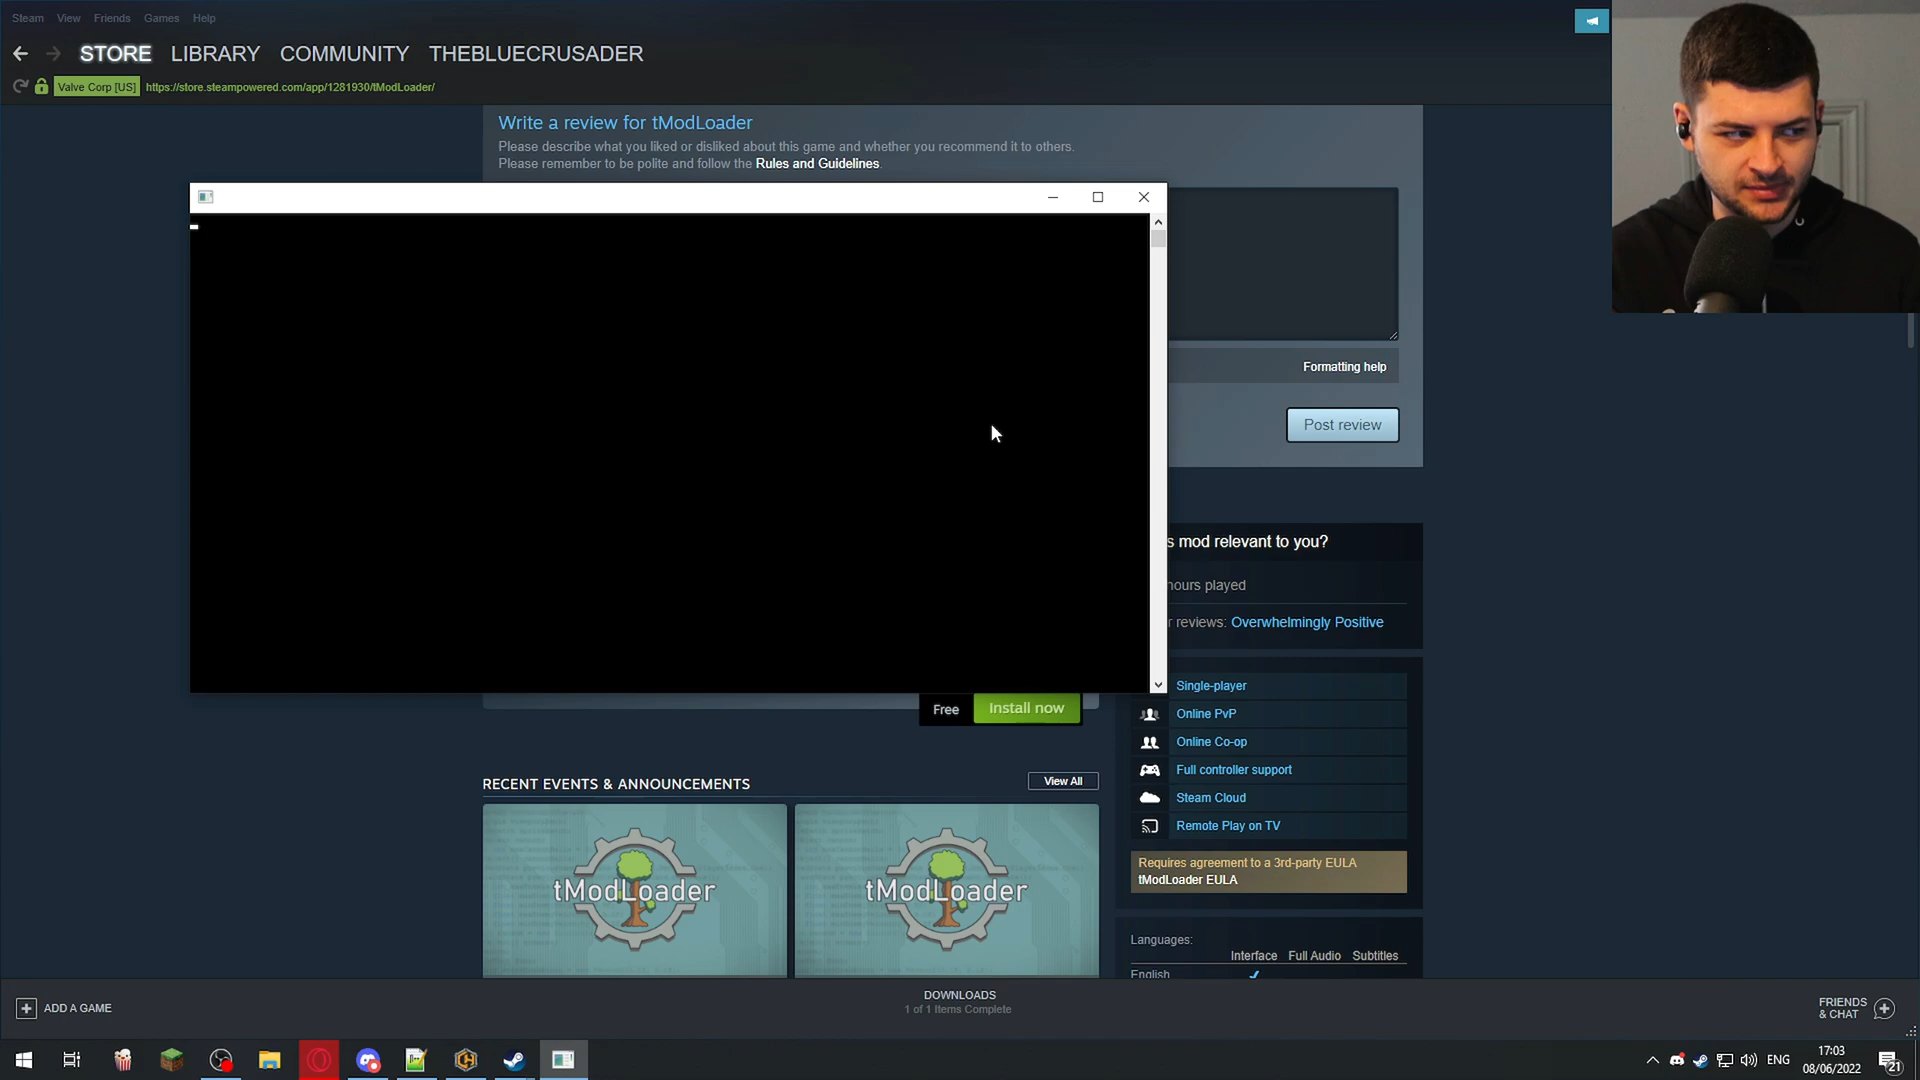 Steam View Friends Games Help
STORE LIBRARY COMMUNITY THEBLUECRUSADER
Valve Corp [US] https://store.steampowered.com/app/1281930/tModLoader/
Write a review for tModLoader
Please describe what you liked or disliked about this game and whether you recommend it to others.
Please remember to be polite and follow the Rules and Guidelines.
Formatting help
Post review
s mod relevant to you?
hours played
r reviews: Overwhelmingly Positive
Single-player
Free Install now
Online PvP
Online Co-op
Full controller support
RECENT EVENTS & ANNOUNCEMENTS View All
Steam Cloud
Remote Play on TV
Requires agreement to a 3rd-party EULA
tModLoader EULA
tModLoader tModLoader
Languages:
Interface Full Audio Subtitles
English
ADD A GAME
DOWNLOADS
1 of 1 Items Complete
FRIENDS
& CHAT
ENG
17:03
08/06/2022
21